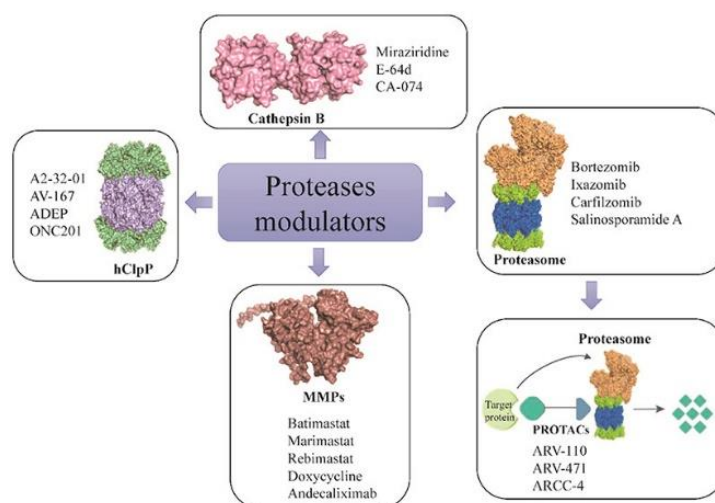 Miraziridine
E-64d
CA-074
Cathepsin B
A2-32-01
AV-167
ADEP
ONC201
hClpP
Proteases
modulators
Bortezomib
Ixazomib
Carfilzomib
Salinosporamide A
Proteasome
MMPs
Batimastat
Marimastat
Rebimastat
Doxycycline
Andecaliximab
Proteasome
Target
protein
PROTACs
ARV-110
ARV-471
ARCC-4